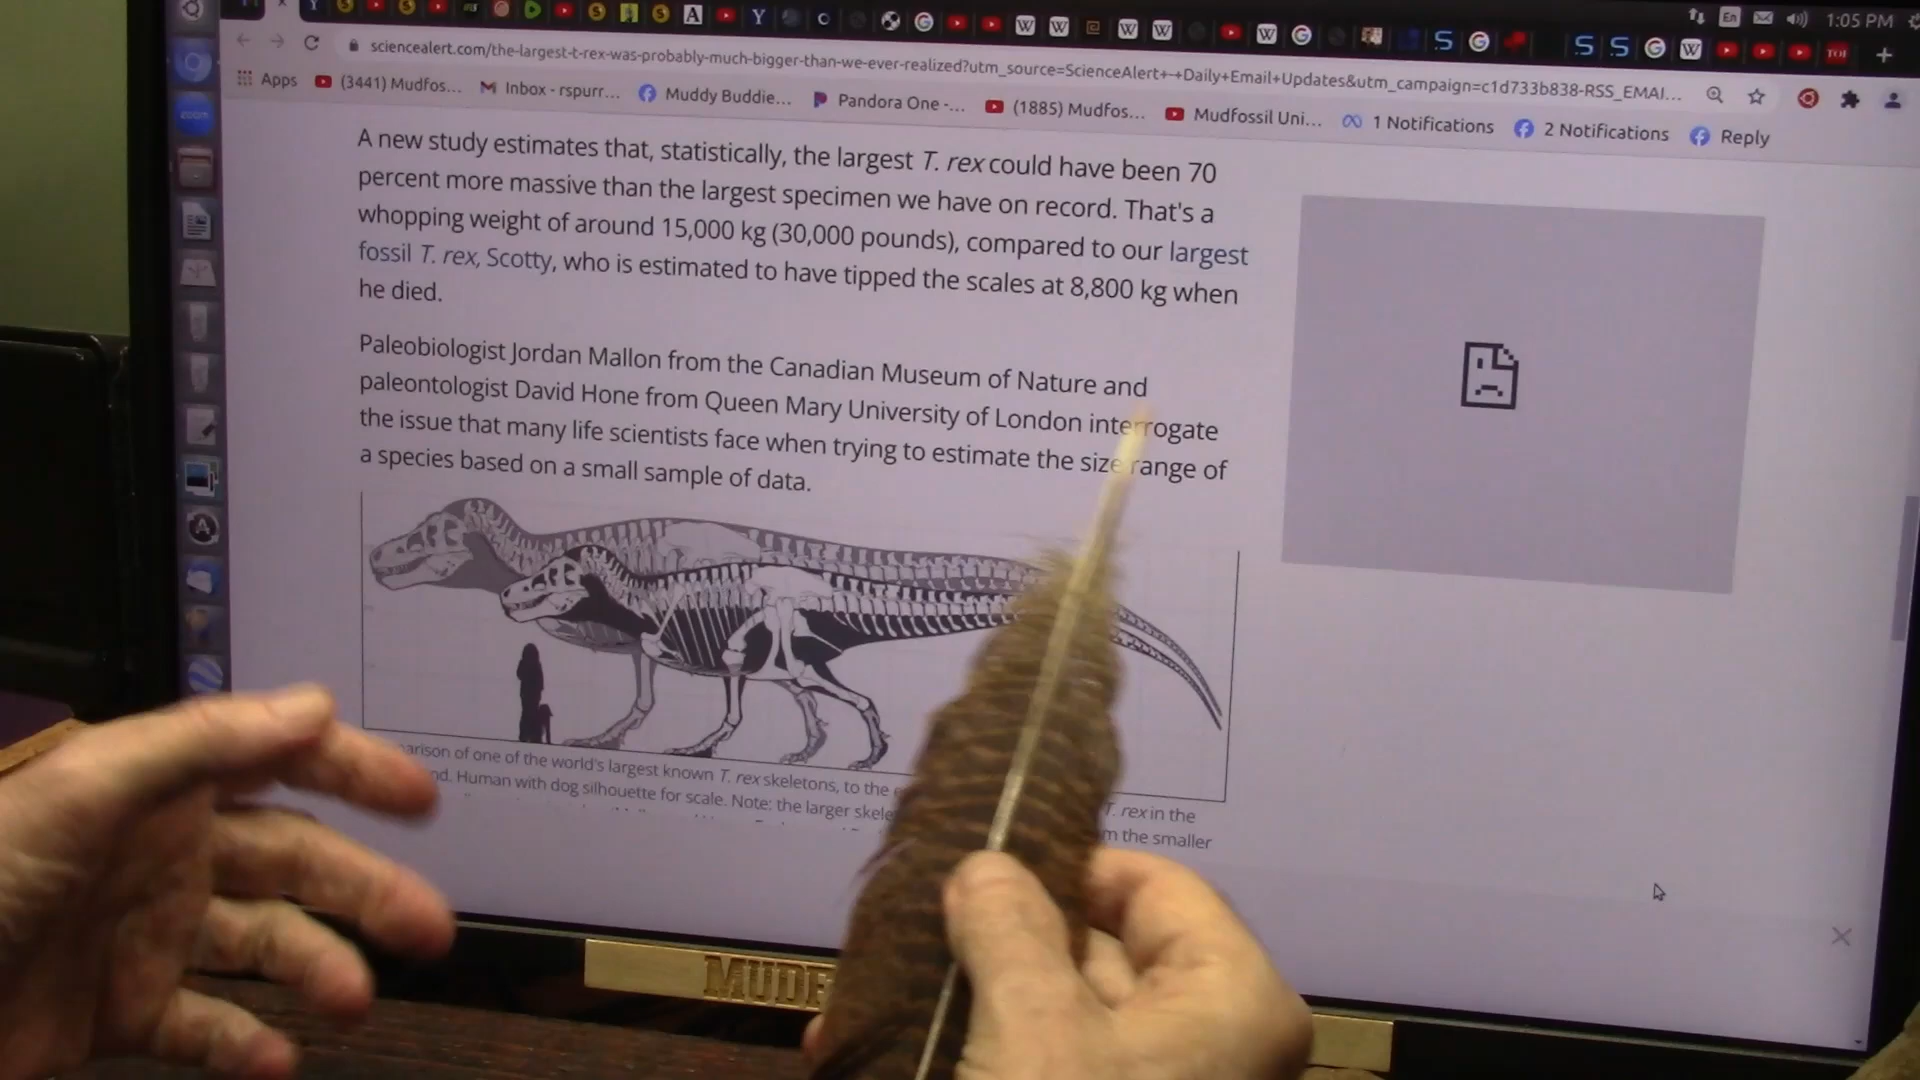 1:05 PM
En
sciencealert.com/the-largest-t-rex-was-probably-much-bigger-than-we-ever-realized?utm_source=ScienceAlert+-+Daily+Email+Updates&utm_campaign=c1d733b838-RSS_EMAI...
Apps (3441) Mudfos... Inbox - rspurr... Muddy Buddie... Pandora One -... (1885) Mudfos... Mudfossil Uni... 1 Notifications 2 Notifications Reply
zoom
A new study estimates that, statistically, the largest T. rex could have been 70
percent more massive than the largest specimen we have on record. That's a
whopping weight of around 15,000 kg (30,000 pounds), compared to our largest
fossil T. rex, Scotty, who is estimated to have tipped the scales at 8,800 kg when
he died.
Paleobiologist Jordan Mallon from the Canadian Museum of Nature and
paleontologist David Hone from Queen Mary University of London interrogate
the issue that many life scientists face when trying to estimate the size range of
a species based on a small sample of data.
arison of one of the world's largest known T. rex skeletons, to the T. rex in the
nd. Human with dog silhouette for scale. Note: the larger skele m the smaller
MUDF